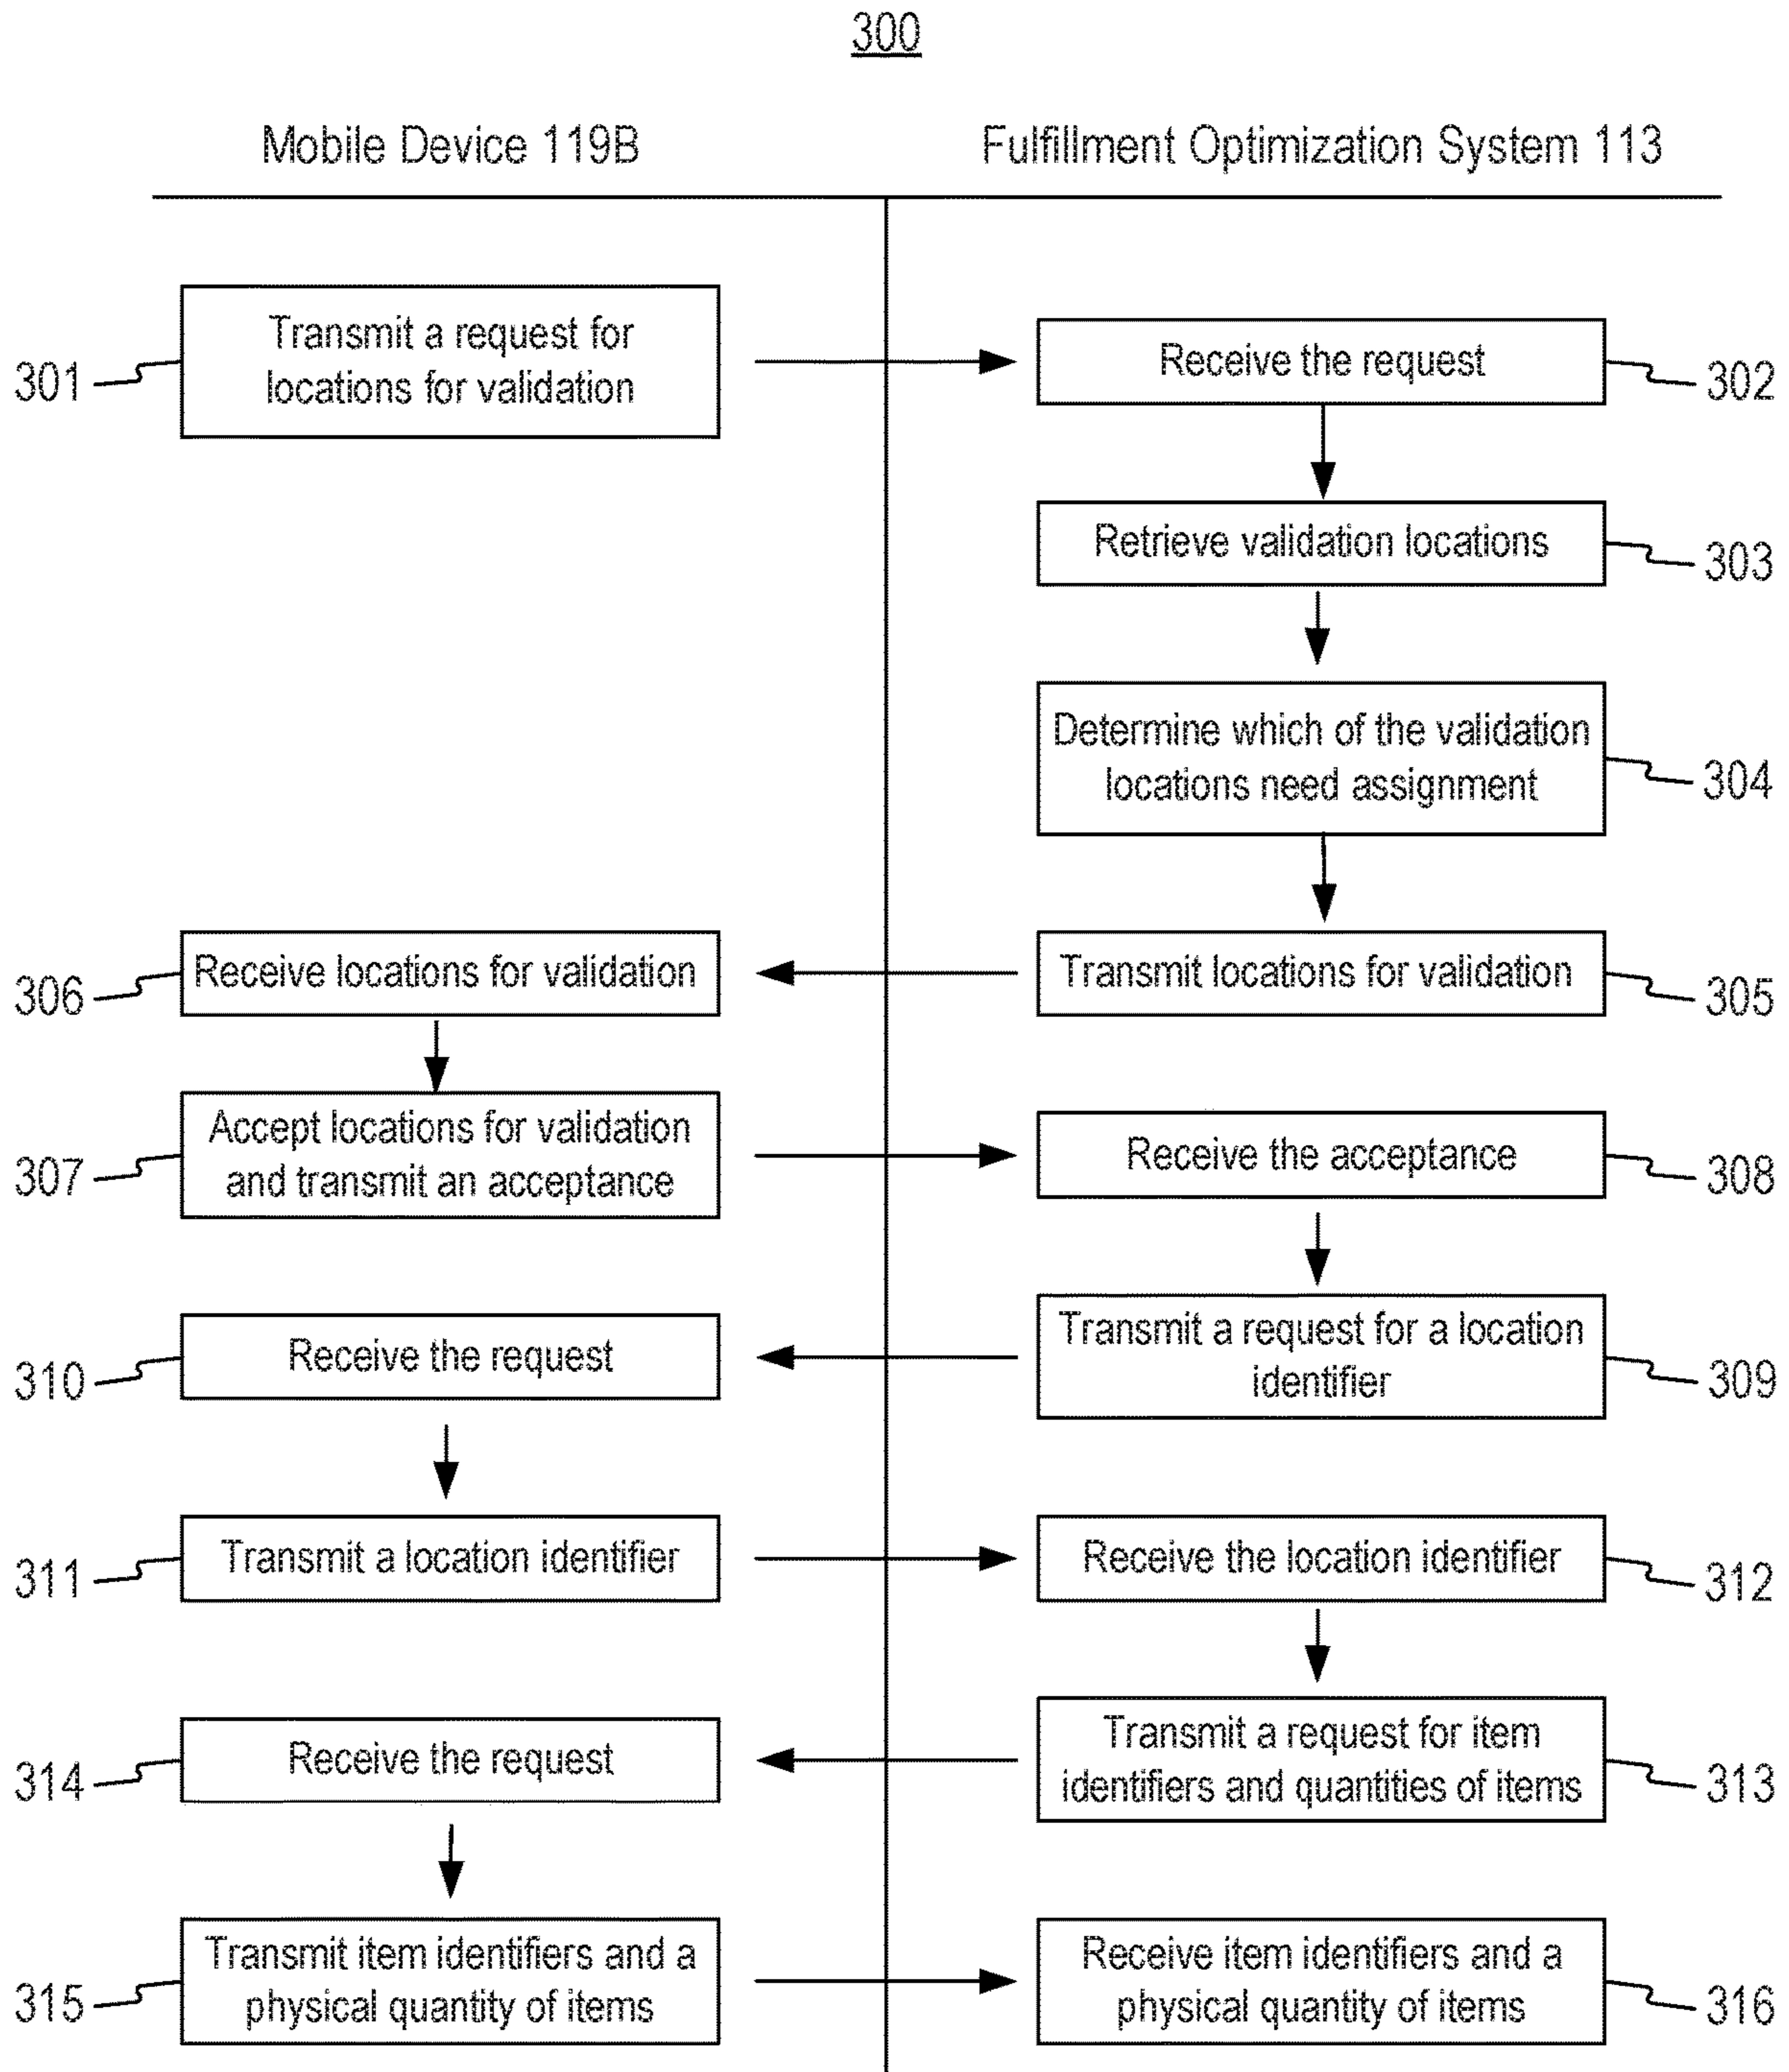 300
Mobile Device 119B
Fulfillment Optimization System 113
Transmit a request for
locations for validation
301
Receive the request
302
Retrieve validation locations
303
Determine which of the validation
locations need assignment
304
Receive locations for validation
306
Transmit locations for validation
305
Accept locations for validation
and transmit an acceptance
307
Receive the acceptance
308
Receive the request
310
Transmit a request for a location
identifier
309
Transmit a location identifier
311
Receive the location identifier
312
Receive the request
314
Transmit a request for item
identifiers and quantities of items
313
Transmit item identifiers and a
physical quantity of items
315
Receive item identifiers and a
physical quantity of items
316